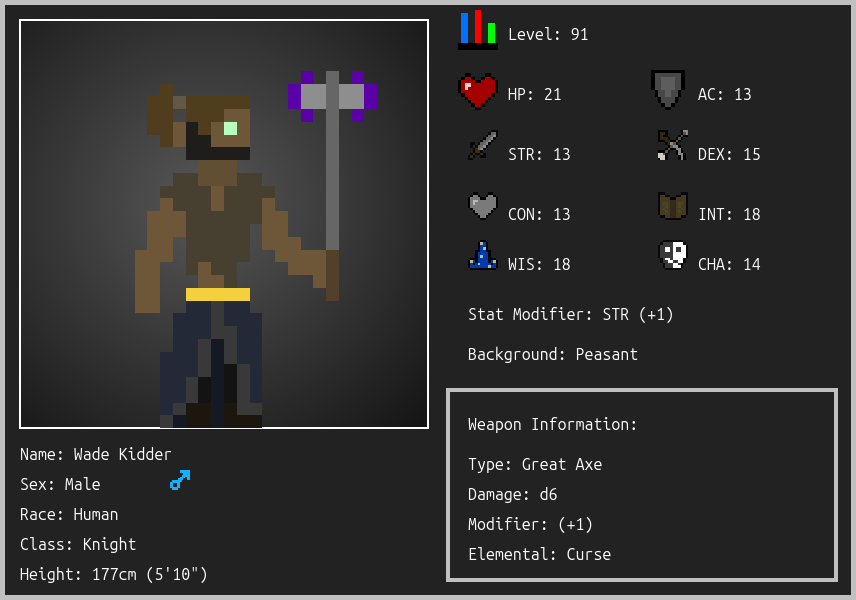 Level: 91
HP: 21
AC: 13
STR: 13
DEX: 15
CON: 13
INT: 18
WIS: 18
CHA: 14
Stat Modifier: STR (+1)
Background: Peasant
Weapon Information:
Type: Great Axe
Damage: d6
Modifier: (+1)
Elemental: Curse
Name: Wade Kidder
Sex: Male
Race: Human
Class: Knight
Height: 177cm (5'10")